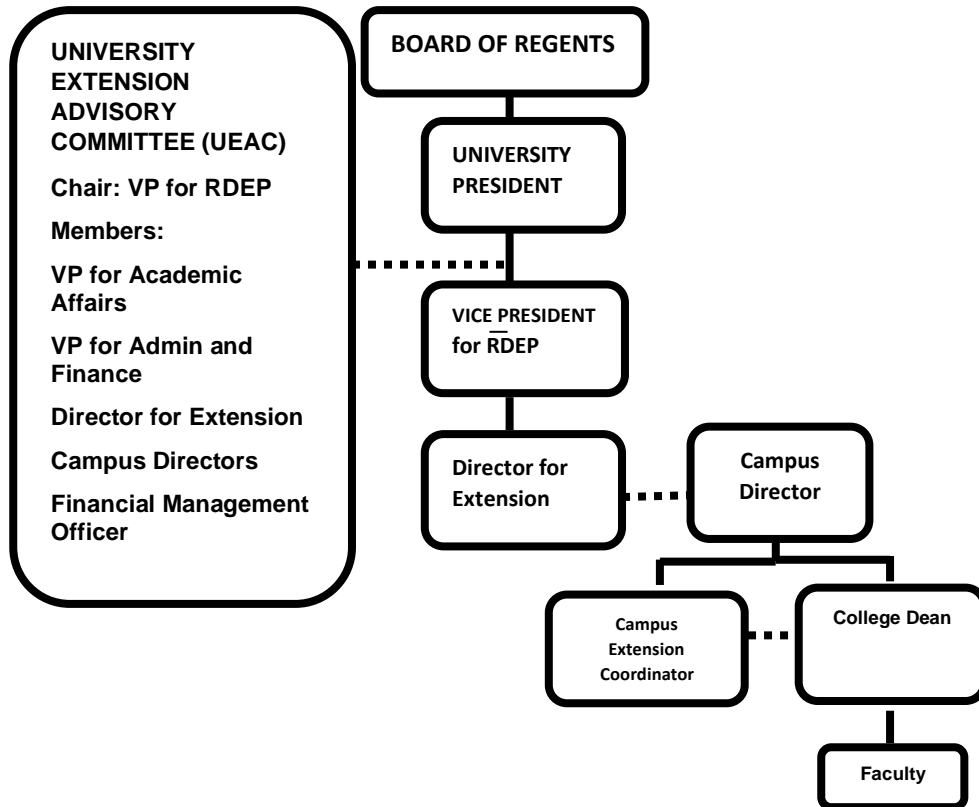 UNIVERSITY
EXTENSION
ADVISORY
COMMITTEE (UEAC)
Chair: VP for RDEP
Members:
VP for Academic
Affairs
VP for Admin and
Finance
Director for Extension
Campus Directors
Financial Management
Officer
BOARD OF REGENTS
UNIVERSITY
PRESIDENT
VICE PRESIDENT
for RDEP
Director for
Extension
Campus
Director
Campus
Extension
Coordinator
College Dean
Faculty